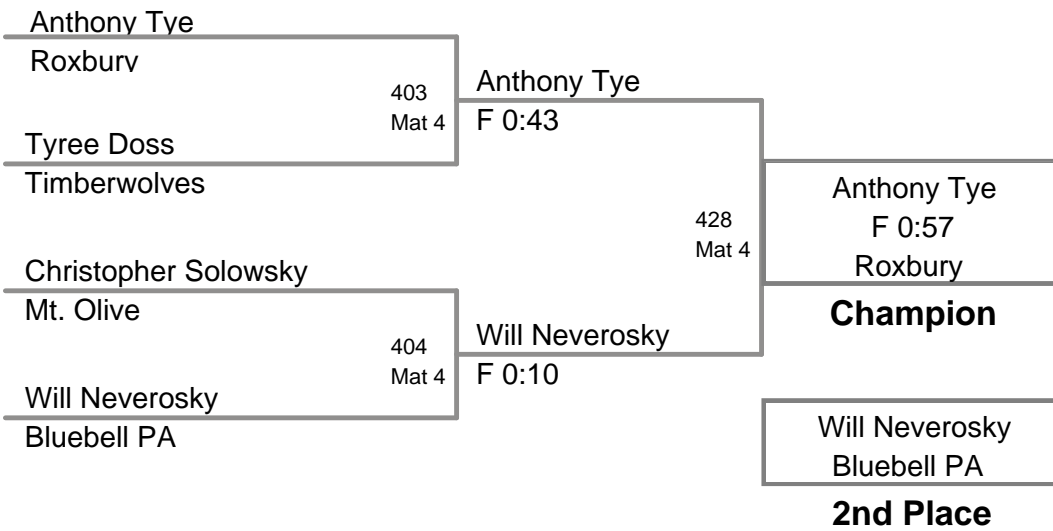 Anthony Tye
Roxbury
403
Mat 4
Anthony Tye
F 0:43
Tyree Doss
Timberwolves
Christopher Solowsky
Mt. Olive
404
Mat 4
Will Neverosky
F 0:10
Will Neverosky
Bluebell PA
428
Mat 4
Anthony Tye
F 0:57
Roxbury
Champion
Will Neverosky
Bluebell PA
2nd Place